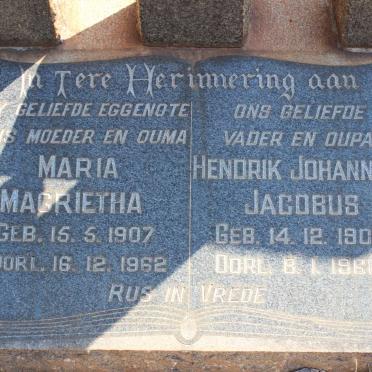 In Tere Herinnering aan
GELIEFDE EGGENOTE
MOEDER EN OUMA
MARIA
MAGRIETHA
GEB. 15. 5. 1907
OORL. 16. 12. 1962
ONS GELIEFDE
VADER EN OUPA
HENDRIK
JACOBUS
GEB. 14. 12.
OORL. 8. 1.
RUS IN VREDE